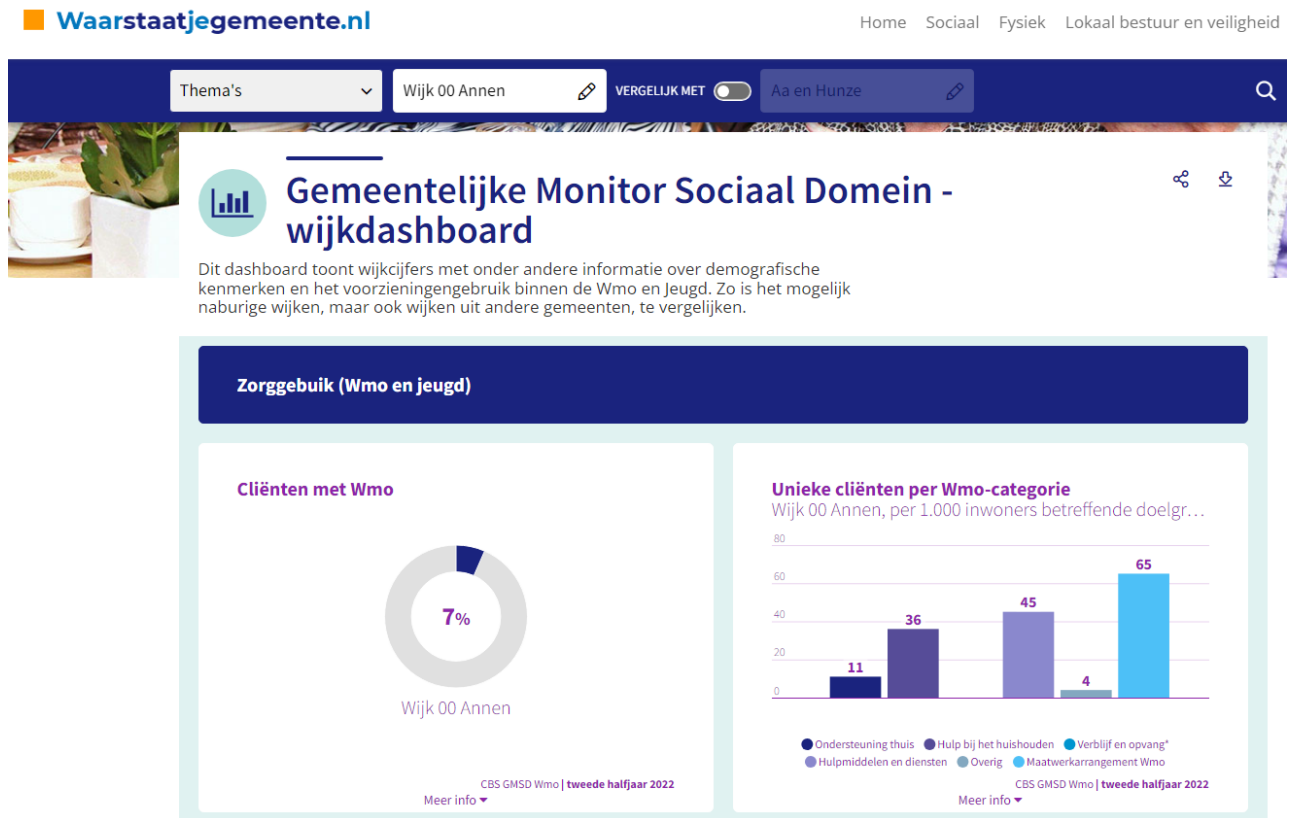 Waarstaatjegemeente.nl
Home Sociaal Fysiek Lokaal bestuur en veiligheid
Thema's Wijk 00 Annen VERGELIJK MET Aa en Hunze
Gemeentelijke Monitor Sociaal Domein -
wijkdashboard
Dit dashboard toont wijkcijfers met onder andere informatie over demografische
kenmerken en het voorzieningengebruik binnen de Wmo en Jeugd. Zo is het mogelijk
naburige wijken, maar ook wijken uit andere gemeenten, te vergelijken.
Zorggebuik (Wmo en jeugd)
Cliënten met Wmo
7%
Wijk 00 Annen
CBS GMSD Wmo | tweede halfjaar 2022
Meer info
Unieke cliënten per Wmo-categorie
Wijk 00 Annen, per 1.000 inwoners betreffende doelgr...
80
60
40
20
0
11
36
45
4
65
Ondersteuning thuis Hulp bij het huishouden Verblijf en opvang*
Hulpmiddelen en diensten Overig Maatwerkarrangement Wmo
CBS GMSD Wmo | tweede halfjaar 2022
Meer info